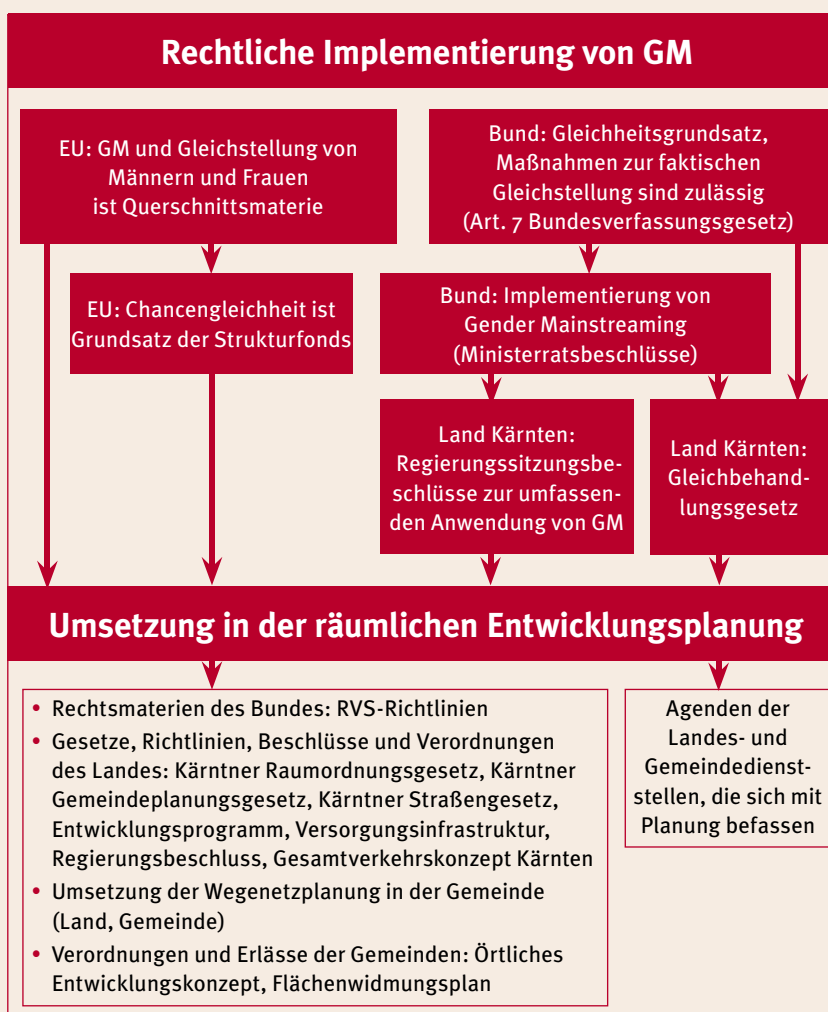 Rechtliche Implementierung von GM
EU: GM und Gleichstellung von
Männern und Frauen
ist Querschnittsmaterie
Bund: Gleichheitsgrundsatz,
Maßnahmen zur faktischen
Gleichstellung sind zulässig
(Art. 7 Bundesverfassungsgesetz)
EU: Chancengleichheit ist
Grundsatz der Strukturfonds
Bund: Implementierung von
Gender Mainstreaming
(Ministerratsbeschlüsse)
Land Kärnten:
Regierungssitzungsbe-
schlüsse zur umfassen-
den Anwendung von GM
Land Kärnten:
Gleichbehand-
lungsgesetz
Umsetzung in der räumlichen Entwicklungsplanung
• Rechtsmaterien des Bundes: RVS-Richtlinien
• Gesetze, Richtlinien, Beschlüsse und Verordnungen
des Landes: Kärntner Raumordnungsgesetz, Kärntner
Gemeindeplanungsgesetz, Kärntner Straßengesetz,
Entwicklungsprogramm, Versorgungsinfrastruktur,
Regierungsbeschluss, Gesamtverkehrskonzept Kärnten
• Umsetzung der Wegenetzplanung in der Gemeinde
(Land, Gemeinde)
• Verordnungen und Erlässe der Gemeinden: Örtliches
Entwicklungskonzept, Flächenwidmungsplan
Agenden der
Landes- und
Gemeindedienst-
stellen, die sich mit
Planung befassen